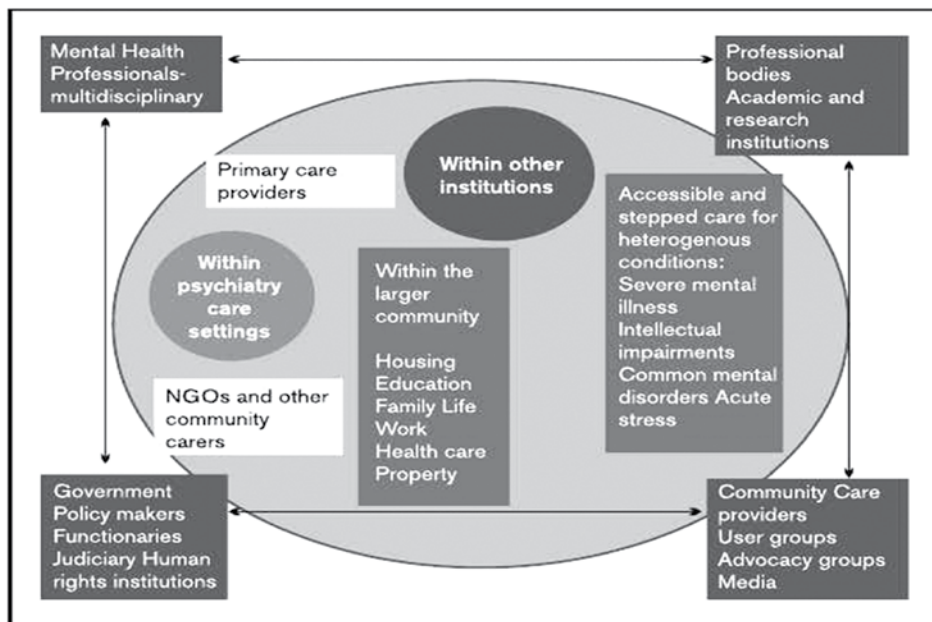 Mental Health
Professionals-
multidisciplinary
Professional
bodies
Academic and
research
institutions
Primary care
providers
Within other
institutions
Accessible and
stepped care for
heterogenous
conditions:
Severe mental
illness
Intellectual
impairments
Common mental
disorders Acute
stress
Within
psychiatry
care
settings
Within the
larger
community
Housing
Education
Family Life
Work
Health care
Property
NGOs and other
community
carers
Government
Policy makers
Functionaries
Judiciary Human
rights institutions
Community Care
providers
User groups
Advocacy groups
Media